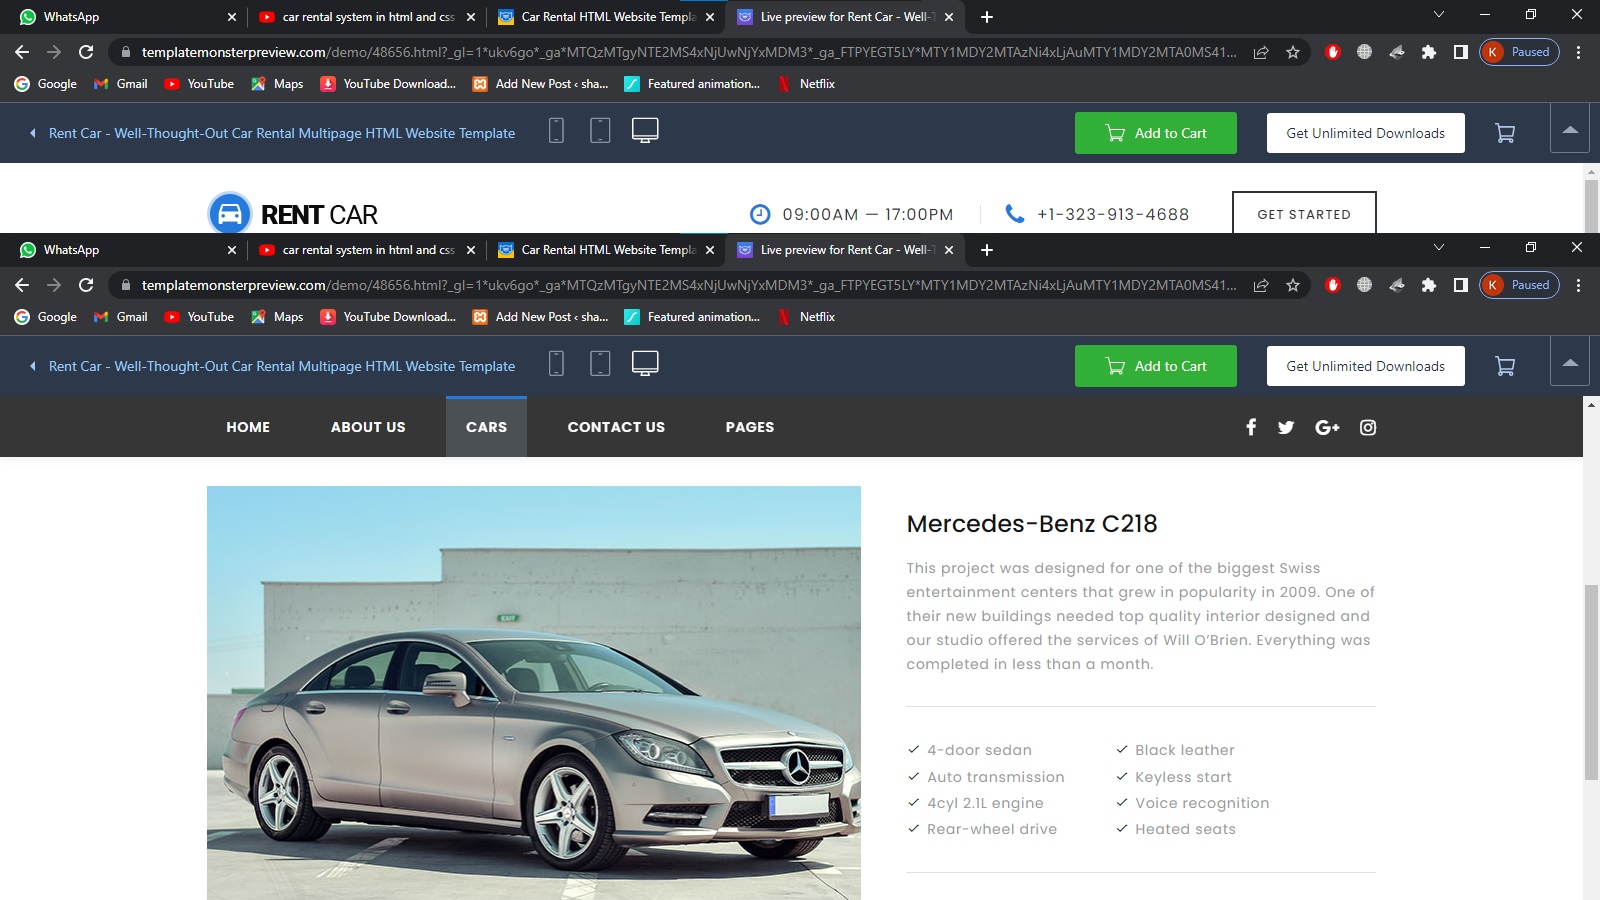 WhatsApp
car rental system in html and css
Car Rental HTML Website Templa
Live preview for Rent Car - Well-T
templatemonsterpreview.com/demo/48656.html?_gl=1*ukv6go*_ga*MTQzMTgyNTE2MS4xNjUwNjYxMDM3*_ga_FTPYEGT5LY*MTY1MDY2MTAzNi4xLjAuMTY1MDY2MTA0MS41...
K Paused
Google
Gmail
YouTube
Maps
YouTube Download...
Add New Post ‹ sha...
Featured animation...
Netflix
Rent Car - Well-Thought-Out Car Rental Multipage HTML Website Template
Add to Cart
Get Unlimited Downloads
RENT CAR
09:00AM — 17:00PM
+1-323-913-4688
GET STARTED
WhatsApp
car rental system in html and css
Car Rental HTML Website Templa
Live preview for Rent Car - Well-T
templatemonsterpreview.com/demo/48656.html?_gl=1*ukv6go*_ga*MTQzMTgyNTE2MS4xNjUwNjYxMDM3*_ga_FTPYEGT5LY*MTY1MDY2MTAzNi4xLjAuMTY1MDY2MTA0MS41...
K Paused
Google
Gmail
YouTube
Maps
YouTube Download...
Add New Post ‹ sha...
Featured animation...
Netflix
Rent Car - Well-Thought-Out Car Rental Multipage HTML Website Template
Add to Cart
Get Unlimited Downloads
HOME
ABOUT US
CARS
CONTACT US
PAGES
EXIT
Mercedes-Benz C218
This project was designed for one of the biggest Swiss
entertainment centers that grew in popularity in 2009. One of
their new buildings needed top quality interior designed and
our studio offered the services of Will O’Brien. Everything was
completed in less than a month.
4-door sedan
Auto transmission
4cyl 2.1L engine
Rear-wheel drive
Black leather
Keyless start
Voice recognition
Heated seats